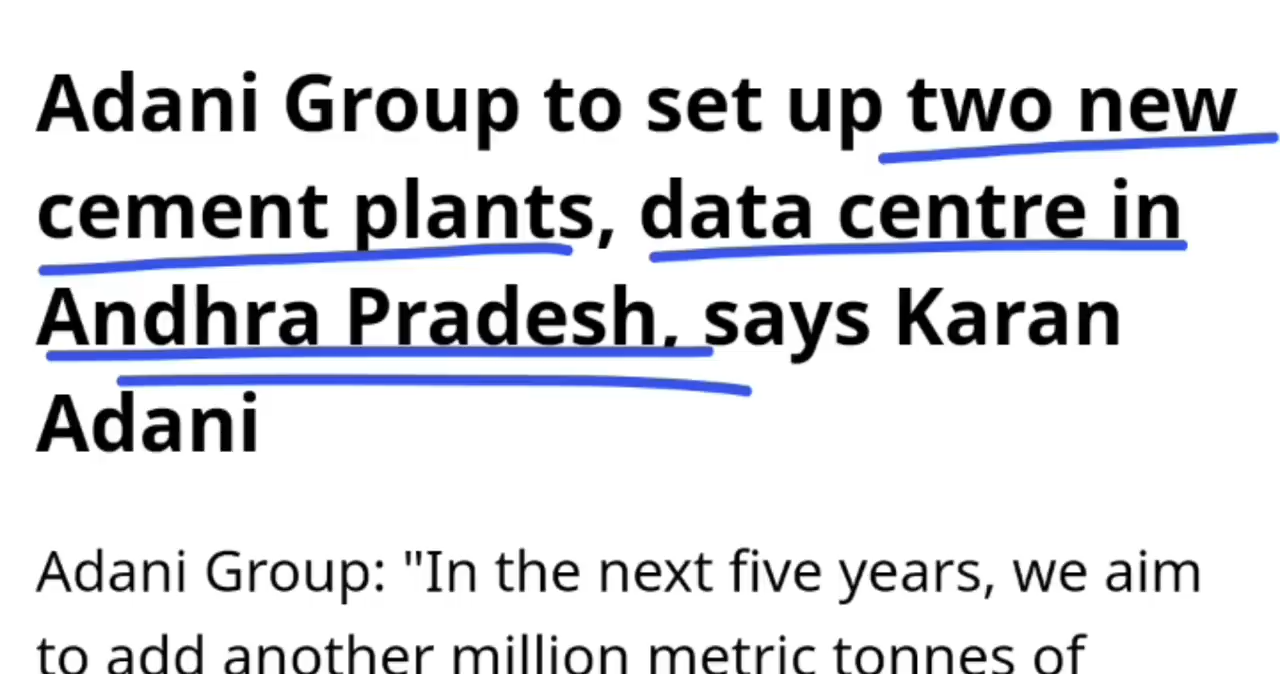 Adani Group to set up two new
cement plants, data centre in
Andhra Pradesh, says Karan
Adani
Adani Group: "In the next five years, we aim
to add another million metric tonnes of